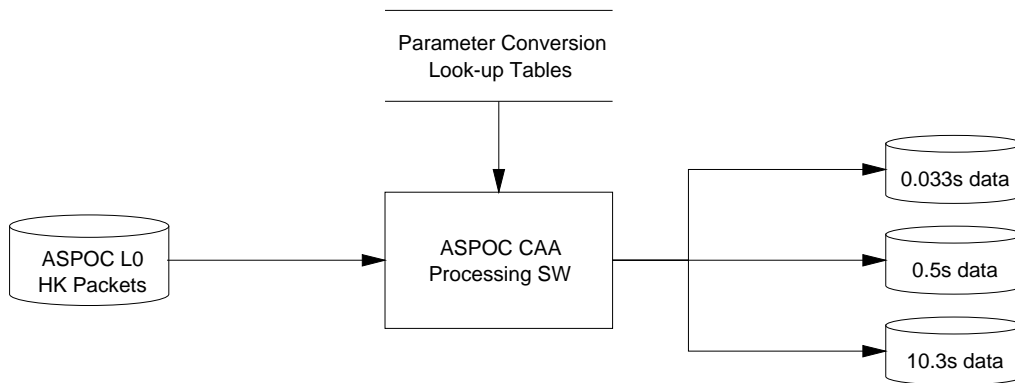 Parameter Conversion
Look-up Tables
ASPOC L0
HK Packets
ASPOC CAA
Processing SW
0.033s data
0.5s data
10.3s data